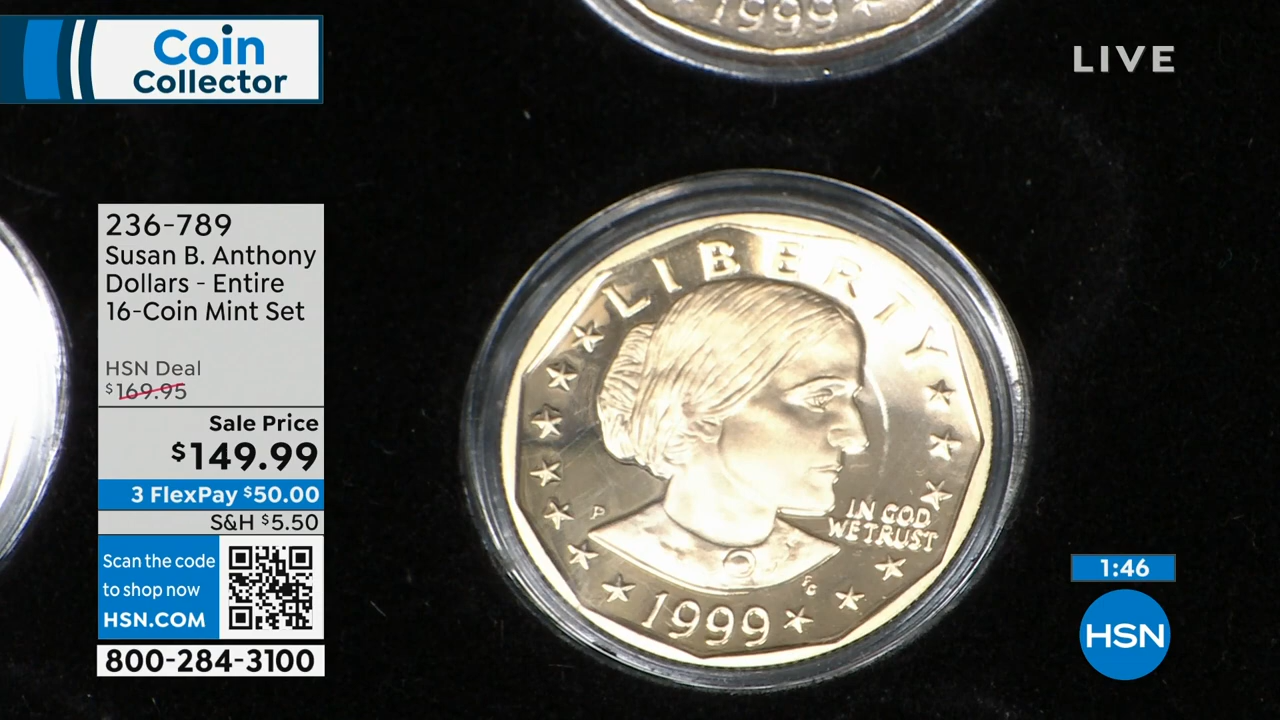 Coin
Collector
LIVE
1999
236-789
Susan B. Anthony
Dollars - Entire
16-Coin Mint Set
HSN Deal
$169.95
Sale Price
$149.99
3 FlexPay $50.00
S&H $5.50
Scan the code
to shop now
HSN.COM
800-284-3100
LIBERTY
P
IN GOD
WE TRUST
FG
1999
1:46
HSN